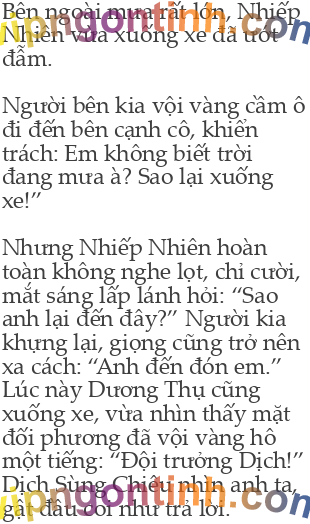 Bên ngoài mưa rất lớn, Nhiếp
Nhiên vừa xuống xe đã ướt
đẫm.
Người bên kia vội vàng cầm ô
đi đến bên cạnh cô, khiển
trách: Em không biết trời
đang mưa à? Sao lại xuống
xe!”
Nhưng Nhiếp Nhiên hoàn
toàn không nghe lọt, chỉ cười,
mắt sáng lấp lánh hỏi: “Sao
anh lại đến đây?” Người kia
khựng lại, giọng cũng trở nên
xa cách: “Anh đến đón em.”
Lúc này Dương Thụ cũng
xuống xe, vừa nhìn thấy mặt
đối phương đã vội vàng hô
một tiếng: “Đội trưởng Dịch!”
Dịch Sùng Chiêu nhìn anh ta,
gật đầu coi như trả lời.
vipngontinh.com
vipngontinh.com